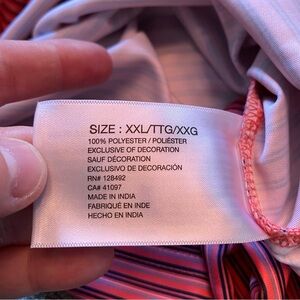 SIZE : XXL/TTG/XXG
100% POLYESTER / POLIÉSTER
EXCLUSIVE OF DECORATION
SAUF DÉCORATION
EXCLUSIVO DE DECORACIÓN
RN# 128492
CA# 41097
MADE IN INDIA
FABRIQUÉ EN INDE
HECHO EN INDIA